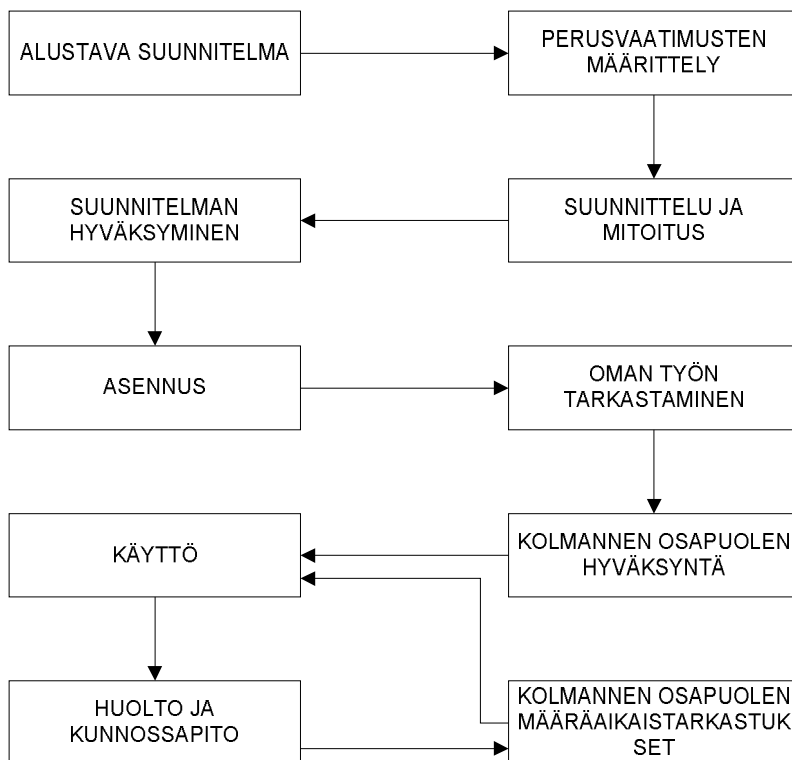 ALUSTAVA SUUNNITELMA
PERUSVAATIMUSTEN
MÄÄRITTELY
SUUNNITTELU JA
MITOITUS
SUUNNITELMAN
HYVÄKSYMINEN
ASENNUS
OMAN TYÖN
TARKASTAMINEN
KOLMANNEN OSAPUOLEN
HYVÄKSYNTÄ
KÄYTTÖ
HUOLTO JA
KUNNOSSAPITO
KOLMANNEN OSAPUOLEN
MÄÄRÄAIKAISTARKASTUK
SET